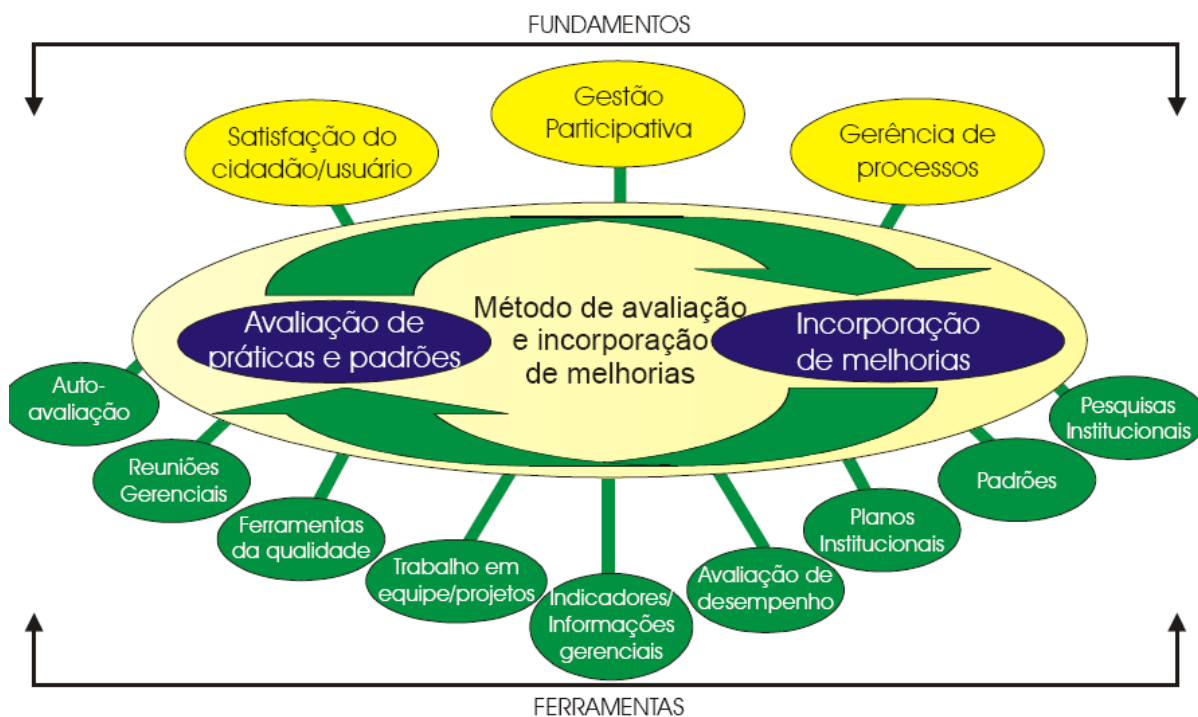 FUNDAMENTOS
Satisfação do
cidadão/usuário
Gestão
Participativa
Gerência de
processos
Método de avaliação
e incorporação
de melhorias
Avaliação de
práticas e padrões
Incorporação
de melhorias
Auto-
avaliação
Reuniões
Gerenciais
Ferramentas
da qualidade
Trabalho em
equipe/projetos
Indicadores/
Informações
gerenciais
Avaliação de
desempenho
Planos
Institucionais
Padrões
Pesquisas
Institucionais
FERRAMENTAS